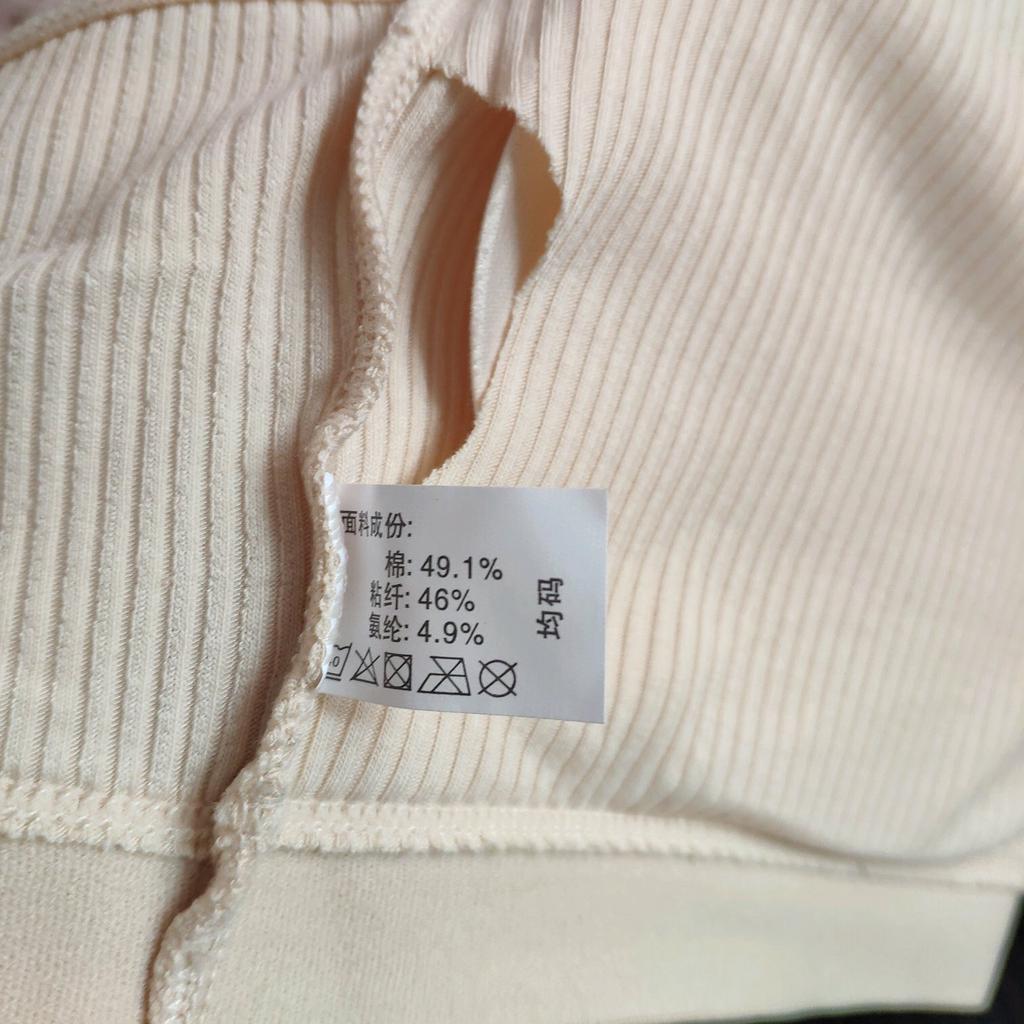 面料成份:
棉: 49.1%
粘纤: 46%
氨纶: 4.9%
均码